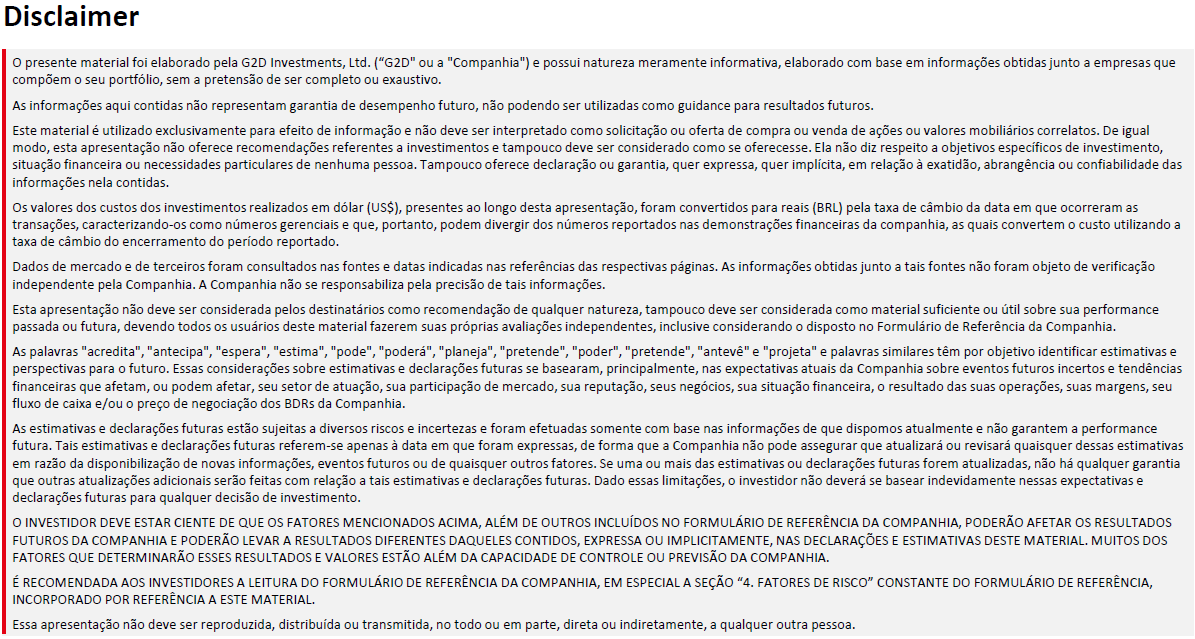 Disclaimer
O presente material foi elaborado pela G2D Investments, Ltd. (“G2D" ou a "Companhia") e possui natureza meramente informativa, elaborado com base em informações obtidas junto a empresas que
compõem o seu portfólio, sem a pretensão de ser completo ou exaustivo.
As informações aqui contidas não representam garantia de desempenho futuro, não podendo ser utilizadas como guidance para resultados futuros.
Este material é utilizado exclusivamente para efeito de informação e não deve ser interpretado como solicitação ou oferta de compra ou venda de ações ou valores mobiliários correlatos. De igual
modo, esta apresentação não oferece recomendações referentes a investimentos e tampouco deve ser considerado como se oferecesse. Ela não diz respeito a objetivos específicos de investimento,
situação financeira ou necessidades particulares de nenhuma pessoa. Tampouco oferece declaração ou garantia, quer expressa, quer implícita, em relação à exatidão, abrangência ou confiabilidade das
informações nela contidas.
Os valores dos custos dos investimentos realizados em dólar (US$), presentes ao longo desta apresentação, foram convertidos para reais (BRL) pela taxa de câmbio da data em que ocorreram as
transações, caracterizando-os como números gerenciais e que, portanto, podem divergir dos números reportados nas demonstrações financeiras da companhia, as quais convertem o custo utilizando a
taxa de câmbio do encerramento do período reportado.
Dados de mercado e de terceiros foram consultados nas fontes e datas indicadas nas referências das respectivas páginas. As informações obtidas junto a tais fontes não foram objeto de verificação
independente pela Companhia. A Companhia não se responsabiliza pela precisão de tais informações.
Esta apresentação não deve ser considerada pelos destinatários como recomendação de qualquer natureza, tampouco deve ser considerada como material suficiente ou útil sobre sua performance
passada ou futura, devendo todos os usuários deste material fazerem suas próprias avaliações independentes, inclusive considerando o disposto no Formulário de Referência da Companhia.
As palavras "acredita", "antecipa", "espera", "estima", "pode", "poderá", "planeja", "pretende", "poder", "pretende", "antevê" e "projeta" e palavras similares têm por objetivo identificar estimativas e
perspectivas para o futuro. Essas considerações sobre estimativas e declarações futuras se basearam, principalmente, nas expectativas atuais da Companhia sobre eventos futuros incertos e tendências
financeiras que afetam, ou podem afetar, seu setor de atuação, sua participação de mercado, sua reputação, seus negócios, sua situação financeira, o resultado das suas operações, suas margens, seu
fluxo de caixa e/ou o preço de negociação dos BDRs da Companhia.
As estimativas e declarações futuras estão sujeitas a diversos riscos e incertezas e foram efetuadas somente com base nas informações de que dispomos atualmente e não garantem a performance
futura. Tais estimativas e declarações futuras referem-se apenas à data em que foram expressas, de forma que a Companhia não pode assegurar que atualizará ou revisará quaisquer dessas estimativas
em razão da disponibilização de novas informações, eventos futuros ou de quaisquer outros fatores. Se uma ou mais das estimativas ou declarações futuras forem atualizadas, não há qualquer garantia
que outras atualizações adicionais serão feitas com relação a tais estimativas e declarações futuras. Dado essas limitações, o investidor não deverá se basear indevidamente nessas expectativas e
declarações futuras para qualquer decisão de investimento.
O INVESTIDOR DEVE ESTAR CIENTE DE QUE OS FATORES MENCIONADOS ACIMA, ALÉM DE OUTROS INCLUÍDOS NO FORMULÁRIO DE REFERÊNCIA DA COMPANHIA, PODERÃO AFETAR OS RESULTADOS
FUTUROS DA COMPANHIA E PODERÃO LEVAR A RESULTADOS DIFERENTES DAQUELES CONTIDOS, EXPRESSA OU IMPLICITAMENTE, NAS DECLARAÇÕES E ESTIMATIVAS DESTE MATERIAL. MUITOS DOS
FATORES QUE DETERMINARÃO ESSES RESULTADOS E VALORES ESTÃO ALÉM DA CAPACIDADE DE CONTROLE OU PREVISÃO DA COMPANHIA.
É RECOMENDADA AOS INVESTIDORES A LEITURA DO FORMULÁRIO DE REFERÊNCIA DA COMPANHIA, EM ESPECIAL A SEÇÃO “4. FATORES DE RISCO” CONSTANTE DO FORMULÁRIO DE REFERÊNCIA,
INCORPORADO POR REFERÊNCIA A ESTE MATERIAL.
Essa apresentação não deve ser reproduzida, distribuída ou transmitida, no todo ou em parte, direta ou indiretamente, a qualquer outra pessoa.